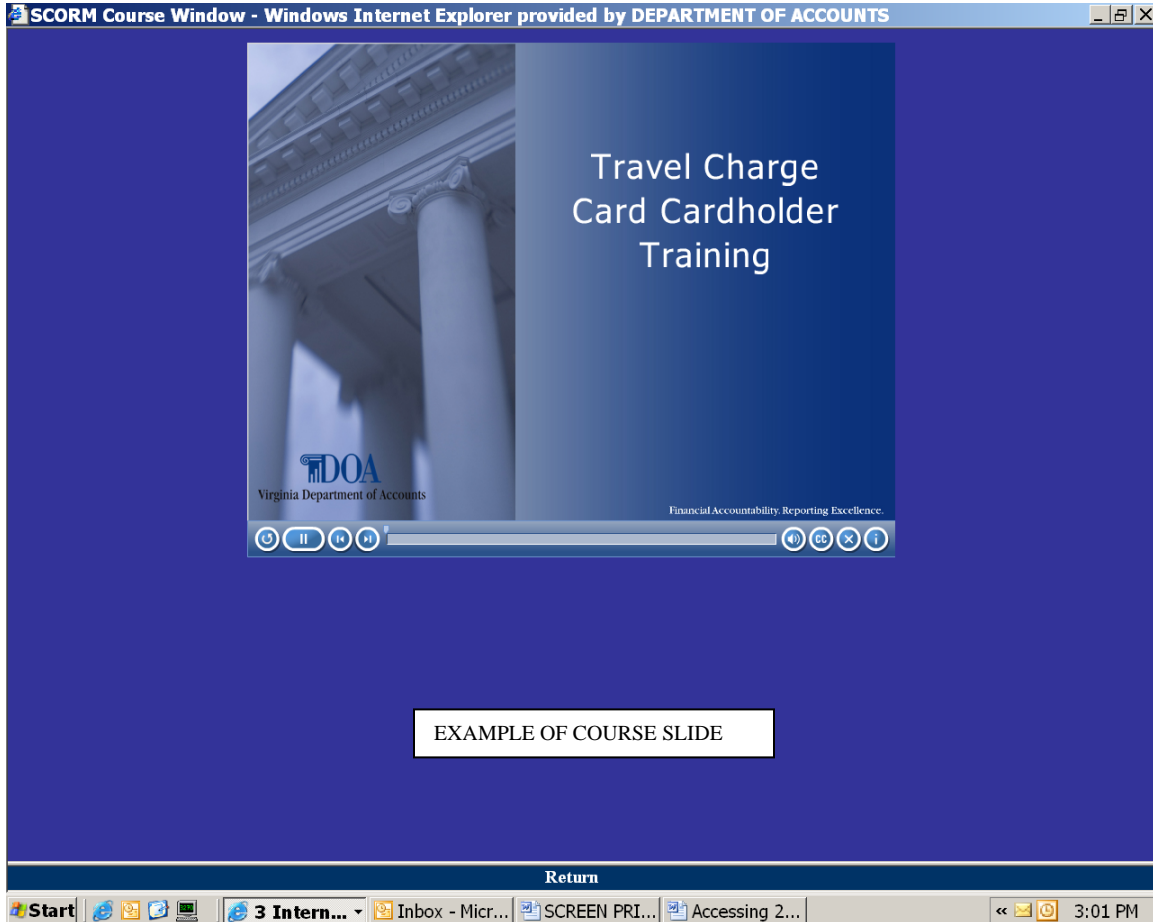 SCORM Course Window - Windows Internet Explorer provided by DEPARTMENT OF ACCOUNTS
Travel Charge
Card Cardholder
Training
DOA
Virginia Department of Accounts
Financial Accountability. Reporting Excellence.
CC
i
EXAMPLE OF COURSE SLIDE
Return
Start
3 Intern...
Inbox - Micr...
SCREEN PRI...
Accessing 2...
3:01 PM